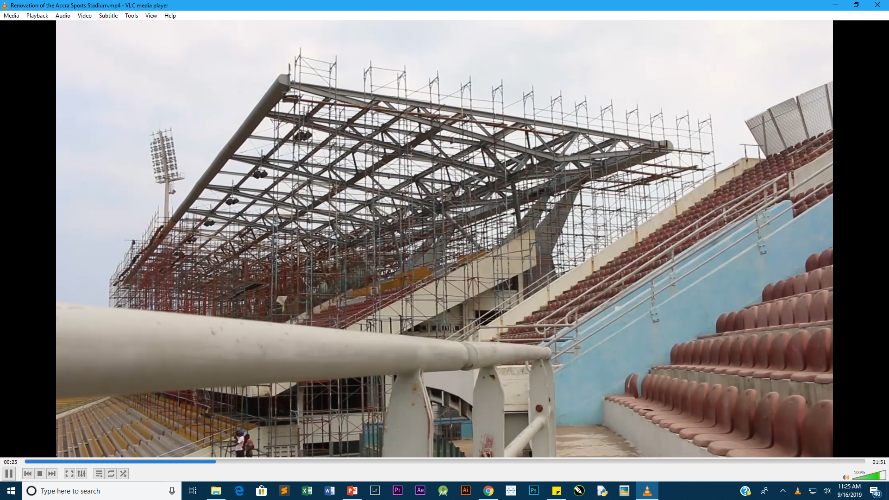 Renovation of the Accra Sports Stadium.mp4 - VLC media player
Media Playback Audio Video Subtitle Tools View Help
00:25
21:51
Type here to search
11:25 AM
9/16/2019